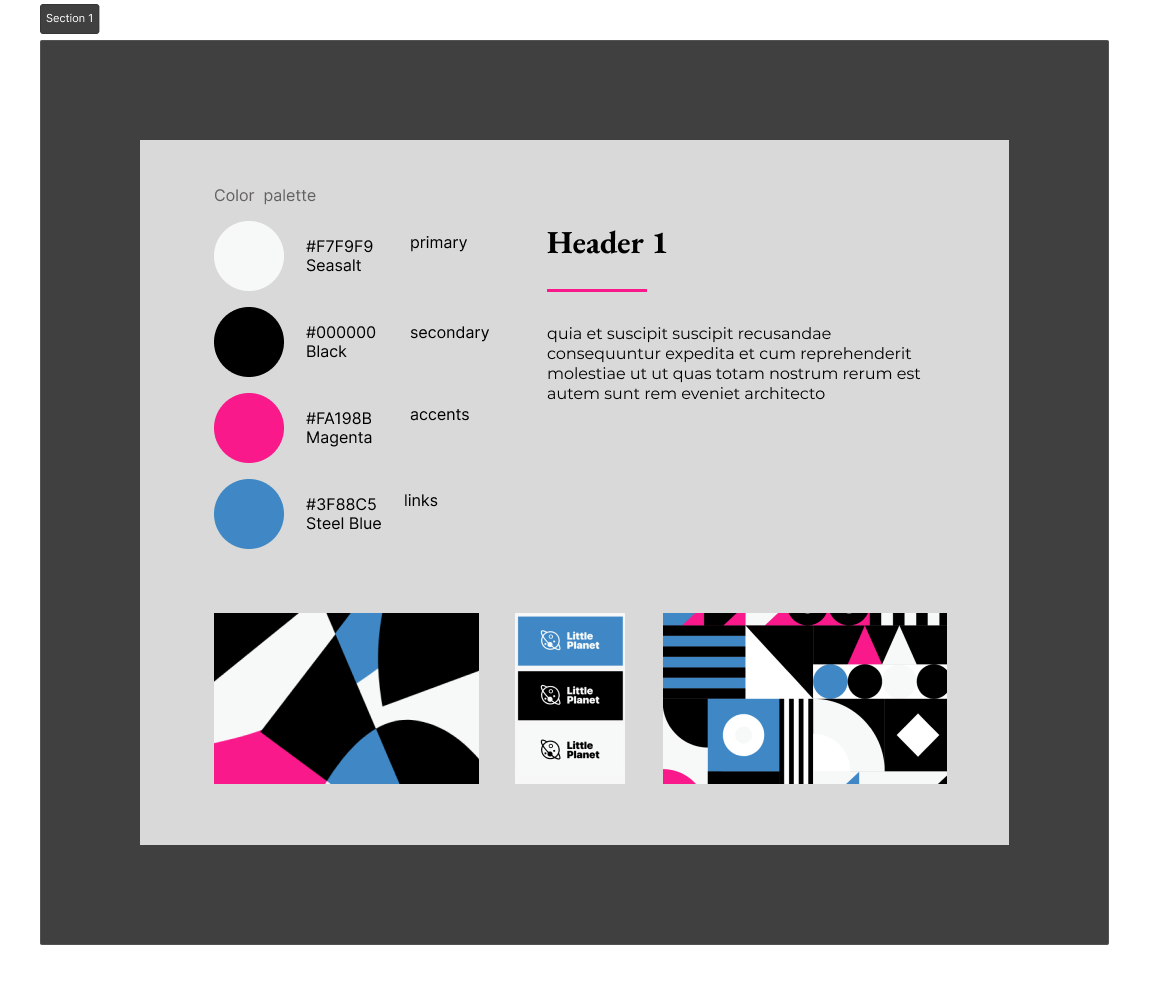 Section 1
Color palette
#F7F9F9
Seasalt
primary
#000000
Black
secondary
#FA198B
Magenta
accents
#3F88C5
Steel Blue
links
Header 1
quia et suscipit suscipit recusandae
consequuntur expedita et cum reprehenderit
molestiae ut ut quas totam nostrum rerum est
autem sunt rem eveniet architecto
Little
Planet
Little
Planet
Little
Planet